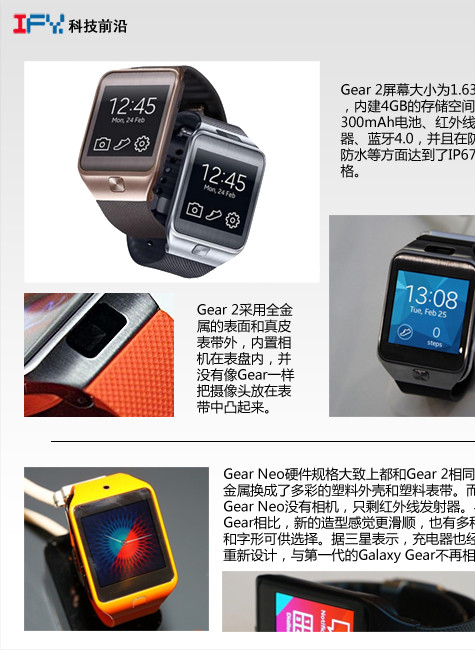 IFY. 科技前沿
Gear 2屏幕大小为1.63
，内建4GB的存储空间
300mAh电池、红外线
器、蓝牙4.0，并且在防
防水等方面达到了IP67
格。
12:45
Mon, 24 Feb
12:45
Mon, 24 Feb
13:08
Tue, Feb 25
0
steps
Gear 2采用全金
属的表面和真皮
表带外，内置相
机在表盘内，并
没有像Gear一样
把摄像头放在表
带中凸起来。
Gear Neo硬件规格大致上都和Gear 2相同
金属换成了多彩的塑料外壳和塑料表带。而
Gear Neo没有相机，只剩红外线发射器。
Gear相比，新的造型感觉更滑顺，也有多种
和字形可供选择。据三星表示，充电器也经
重新设计，与第一代的Galaxy Gear不再相